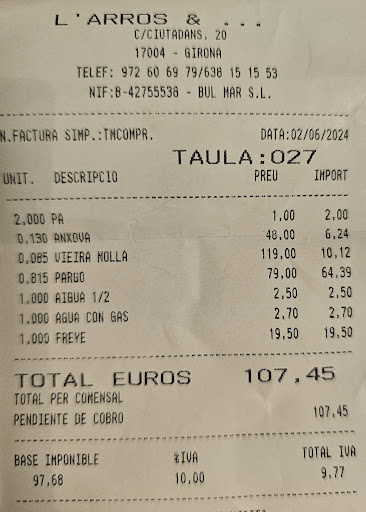 L'ARROS & ...
C/CIUTADANS, 20
17004 - GIRONA
TELEF: 972 60 69 79/638 15 15 53
NIF:B-42755538 - BUL MAR S.L.
N.FACTURA SIMP.:TNCOMPR. DATA:02/06/2024
TAULA:027
UNIT. DESCRIPCIO PREU IMPORT
2,000 PA 1,00 2,00
0,130 ANXOVA 48,00 6,24
0,085 VIEIRA MOLLA 119,00 10,12
0,815 PARGO 79,00 64,39
1,000 AIGUA 1/2 2,50 2,50
1,000 AGUA CON GAS 2,70 2,70
1,000 FREYE 19,50 19,50
TOTAL EUROS 107,45
TOTAL PER COMENSAL
PENDIENTE DE COBRO 107,45
BASE IMPONIBLE %IVA TOTAL IVA
97,68 10,00 9,77